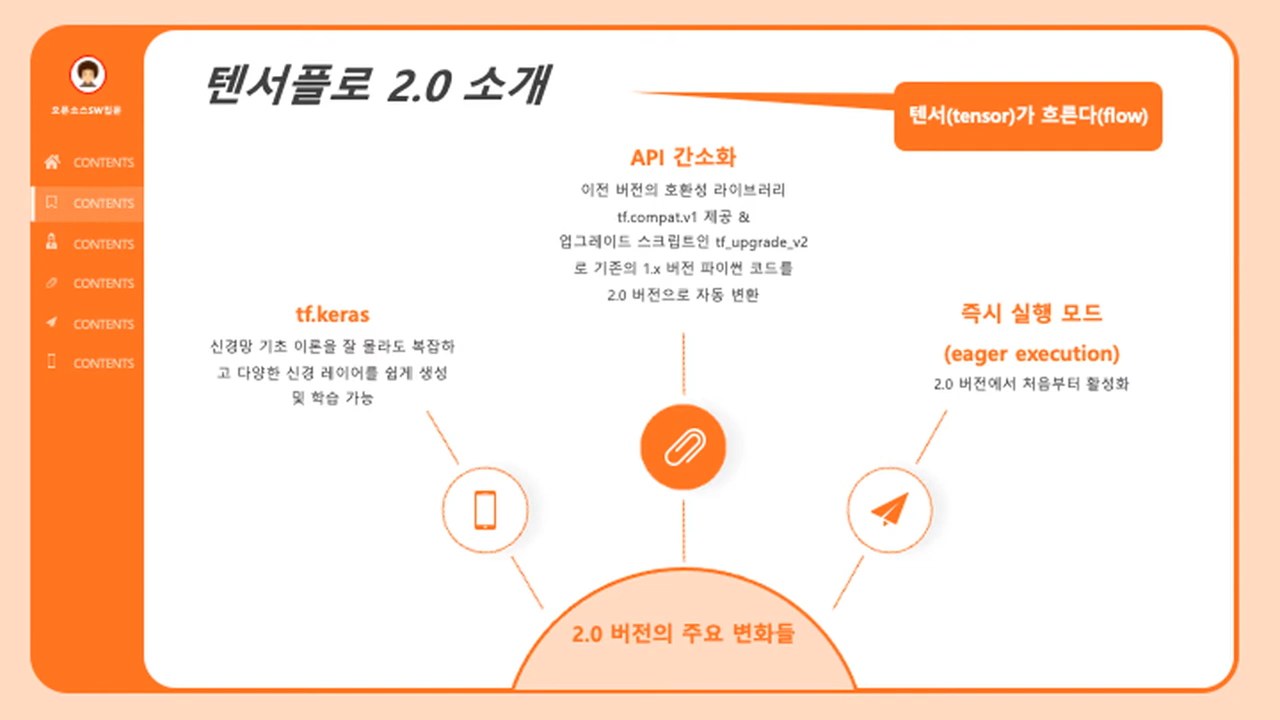 텐서플로 2.0 소개
텐서(tensor)가 흐른다(flow)
오픈소스SW입문
CONTENTS
CONTENTS
CONTENTS
CONTENTS
CONTENTS
CONTENTS
API 간소화
이전 버전의 호환성 라이브러리
tf.compat.v1 제공 &
업그레이드 스크립트인 tf_upgrade_v2
로 기존의 1.x 버전 파이썬 코드를
2.0 버전으로 자동 변환
tf.keras
신경망 기초 이론을 잘 몰라도 복잡하
고 다양한 신경 레이어를 쉽게 생성
및 학습 가능
즉시 실행 모드
(eager execution)
2.0 버전에서 처음부터 활성화
2.0 버전의 주요 변화들